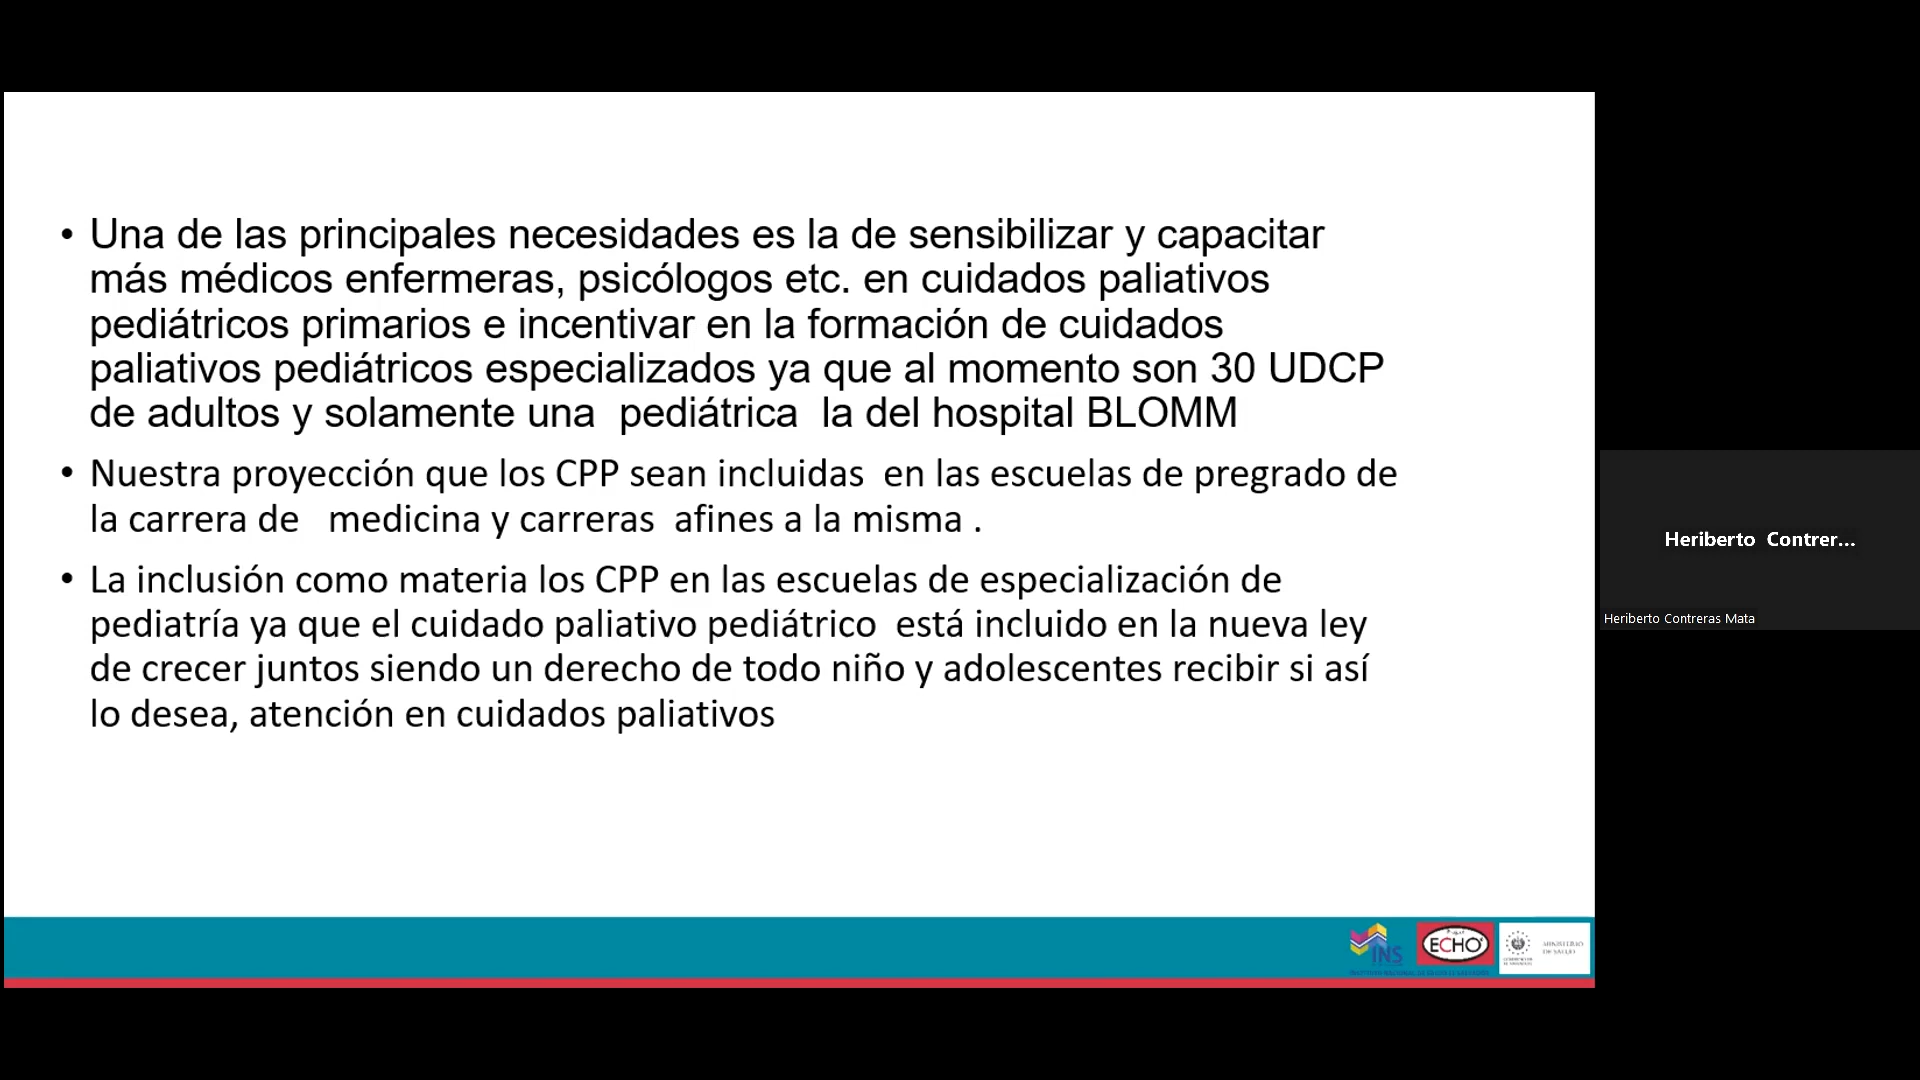 • Una de las principales necesidades es la de sensibilizar y capacitar
más médicos enfermeras, psicólogos etc. en cuidados paliativos
pediátricos primarios e incentivar en la formación de cuidados
paliativos pediátricos especializados ya que al momento son 30 UDCP
de adultos y solamente una  pediátrica  la del hospital BLOMM
• Nuestra proyección que los CPP sean incluidas  en las escuelas de pregrado de
la carrera de   medicina y carreras  afines a la misma .
• La inclusión como materia los CPP en las escuelas de especialización de
pediatría ya que el cuidado paliativo pediátrico  está incluido en la nueva ley
de crecer juntos siendo un derecho de todo niño y adolescentes recibir si así
lo desea, atención en cuidados paliativos
Heriberto  Contrer...
Heriberto Contreras Mata
INS
ECHO
MINISTERIO
DE SALUD